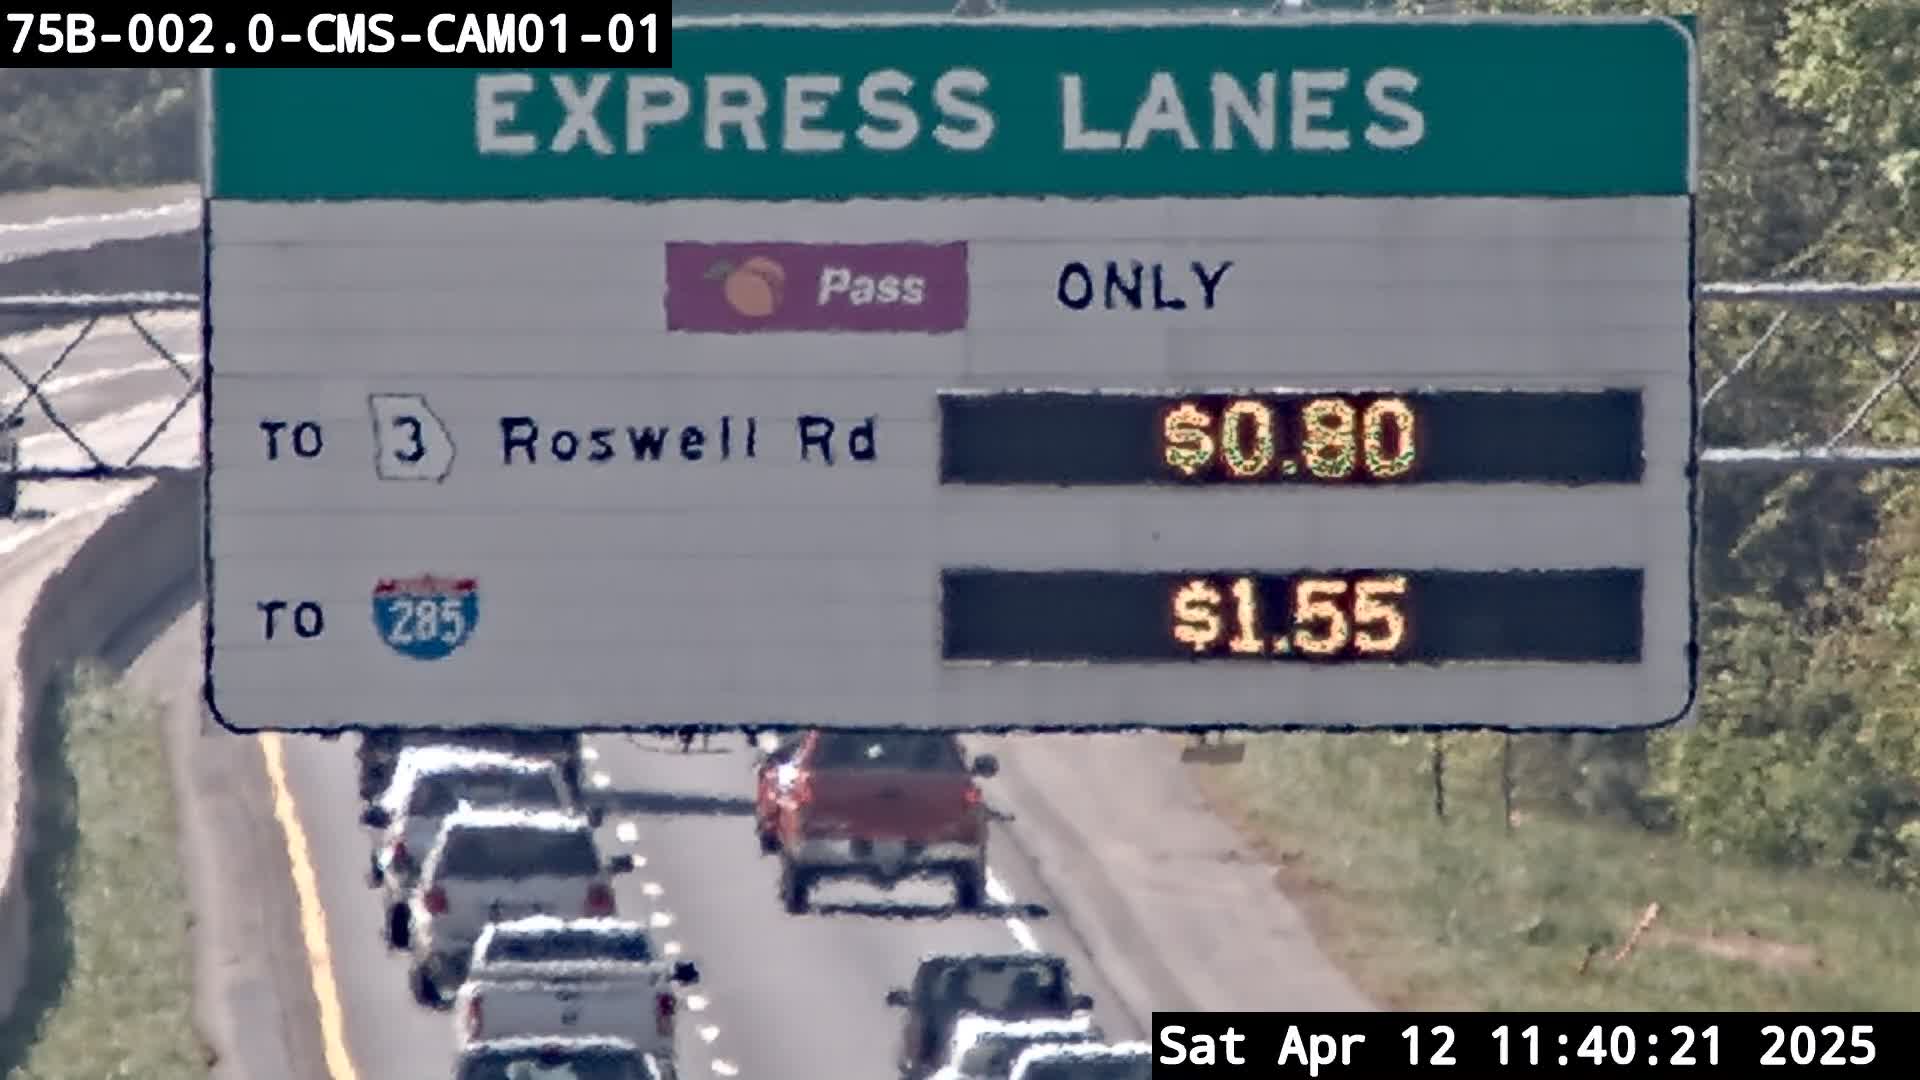 75B-002.0-CMS-CAM01-01
EXPRESS LANES
Pass ONLY
TO 3 Roswell Rd $0.80
TO 285 $1.55
Sat Apr 12 11:40:21 2025